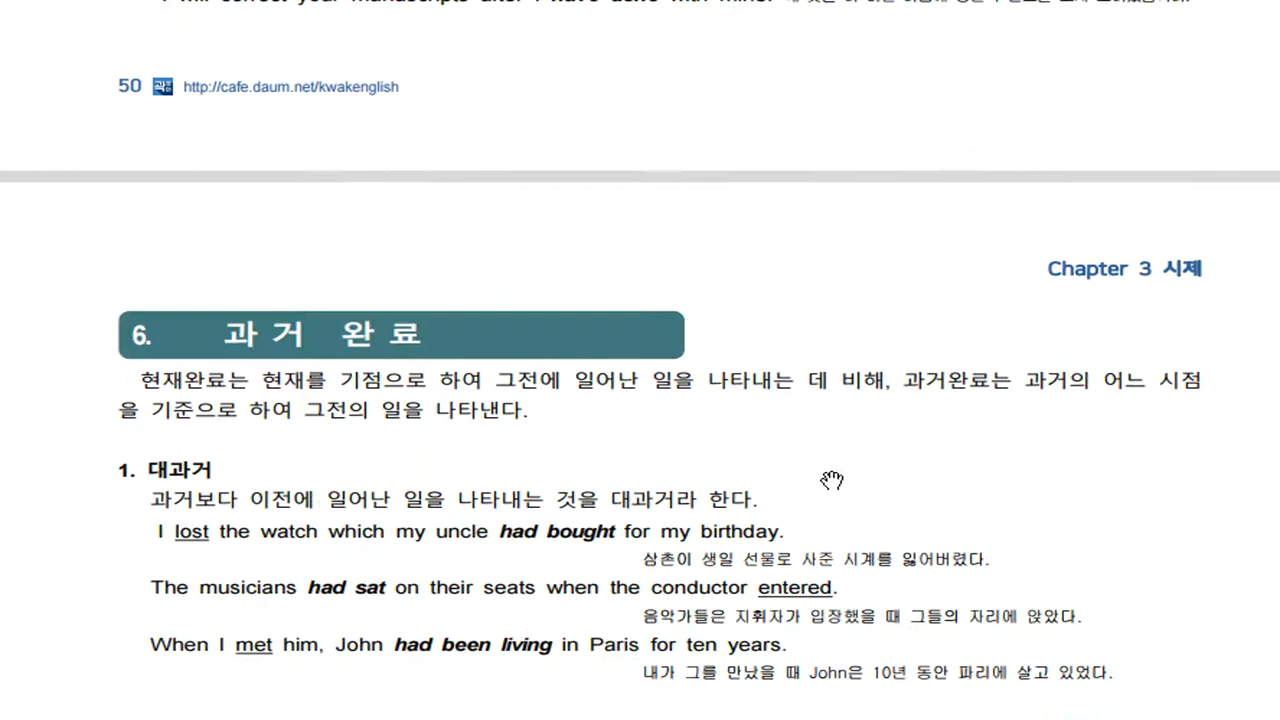 50 http://cafe.daum.net/kwakenglish
Chapter 3 시제
6. 과 거 완 료
현재완료는 현재를 기점으로 하여 그전에 일어난 일을 나타내는 데 비해, 과거완료는 과거의 어느 시점
을 기준으로 하여 그전의 일을 나타낸다.
1. 대과거
과거보다 이전에 일어난 일을 나타내는 것을 대과거라 한다.
I lost the watch which my uncle had bought for my birthday.
삼촌이 생일 선물로 사준 시계를 잃어버렸다.
The musicians had sat on their seats when the conductor entered.
음악가들은 지휘자가 입장했을 때 그들의 자리에 앉았다.
When I met him, John had been living in Paris for ten years.
내가 그를 만났을 때 John은 10년 동안 파리에 살고 있었다.